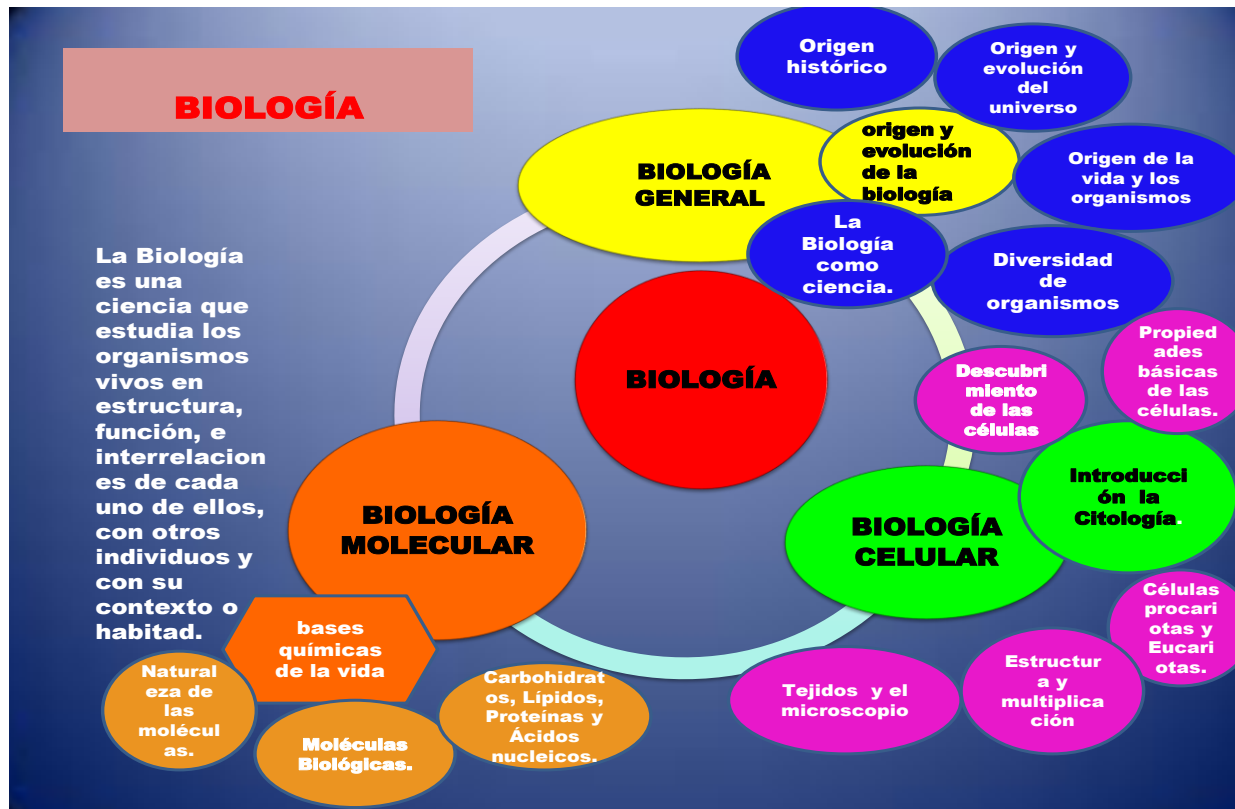 BIOLOGÍA
La Biología
es una
ciencia que
estudia los
organismos
vivos en
estructura,
función, e
interrelacion
es de cada
uno de ellos,
con otros
individuos y
con su
contexto o
habitad.
BIOLOGÍA
GENERAL
origen y
evolución
de la
biología
Origen
histórico
Origen y
evolución
del
universo
Origen de la
vida y los
organismos
La
Biología
como
ciencia.
Diversidad
de
organismos
BIOLOGÍA
Descubri
miento
de las
células
Propied
ades
básicas
de las
células.
Introducci
ón la
Citología.
BIOLOGÍA
CELULAR
Células
procari
otas y
Eucari
otas.
Estructur
a y
multiplica
ción
Tejidos y el
microscopio
BIOLOGÍA
MOLECULAR
bases
químicas
de la vida
Natural
eza de
las
molécul
as.
Moléculas
Biológicas.
Carbohidrat
os, Lípidos,
Proteínas y
Ácidos
nucleicos.